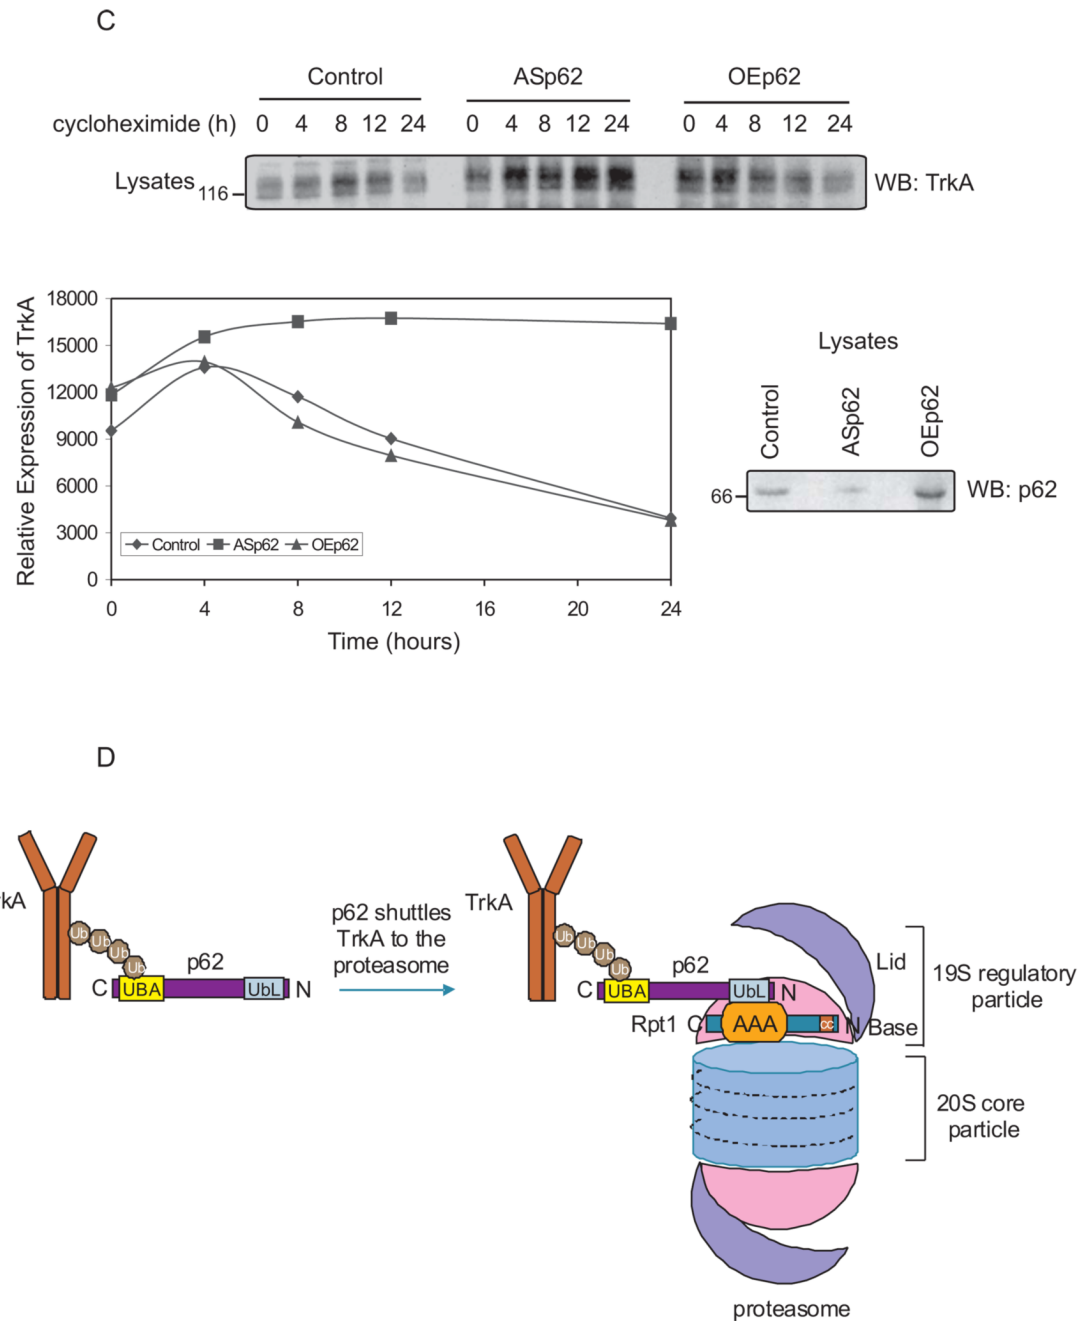 C
Control ASp62 OEp62
cycloheximide (h) 0 4 8 12 24 0 4 8 12 24 0 4 8 12 24
Lysates 116 WB: TrkA
Relative Expression of TrkA
18000
15000
12000
9000
6000
3000
0
Control ASp62 OEp62
0 4 8 12 16 20 24
Time (hours)
Lysates
Control ASp62 OEp62
66 WB: p62
D
rkA
Ub Ub Ub Ub
C UBA p62 UbL N
p62 shuttles
TrkA to the
proteasome
TrkA
Ub Ub Ub Ub
C UBA p62 UbL N
Rpt1 C AAA cc N
Lid
Base
19S regulatory
particle
20S core
particle
proteasome